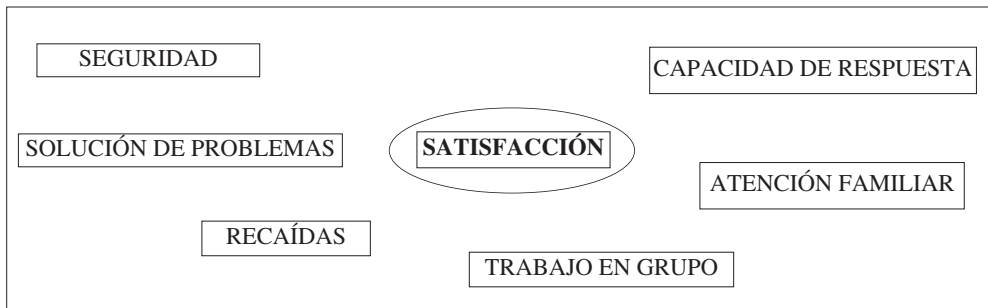 SEGURIDAD
CAPACIDAD DE RESPUESTA
SOLUCIÓN DE PROBLEMAS
SATISFACCIÓN
ATENCIÓN FAMILIAR
RECAÍDAS
TRABAJO EN GRUPO